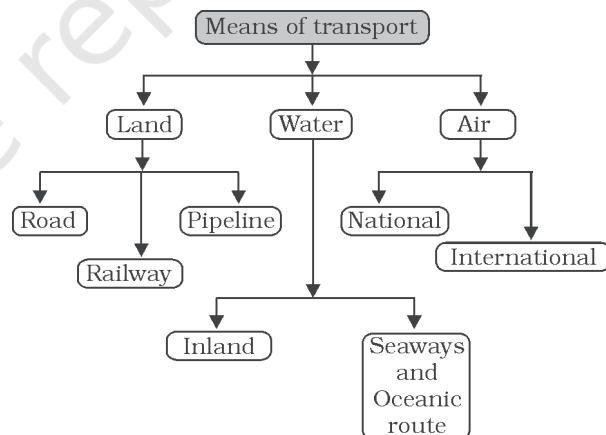 Means of transport
Land
Water
Air
Road
Pipeline
National
Railway
International
Inland
Seaways
and
Oceanic
route